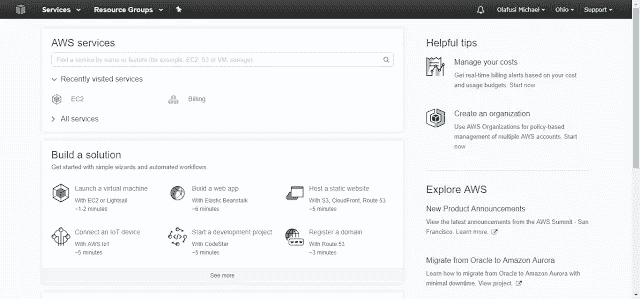 Services Resource Groups Olafusi Michael Ohio Support
AWS services
Find a service by name or feature (for example, EC2, S3 or VM, storage).
Recently visited services
EC2 Billing
All services
Build a solution
Get started with simple wizards and automated workflows.
Launch a virtual machine
With EC2 or Lightsail
~1-2 minutes
Build a web app
With Elastic Beanstalk
~6 minutes
Host a static website
With S3, CloudFront, Route 53
~5 minutes
Connect an IoT device
With AWS IoT
~5 minutes
Start a development project
With CodeStar
~5 minutes
Register a domain
With Route 53
~3 minutes
See more
Helpful tips
Manage your costs
Get real-time billing alerts based on your cost
and usage budgets. Start now
Create an organization
Use AWS Organizations for policy-based
management of multiple AWS accounts. Start
now
Explore AWS
New Product Announcements
View the latest announcements from the AWS Summit - San
Francisco. Learn more.
Migrate from Oracle to Amazon Aurora
Learn how to migrate from Oracle to Amazon Aurora with
minimal downtime. View project.